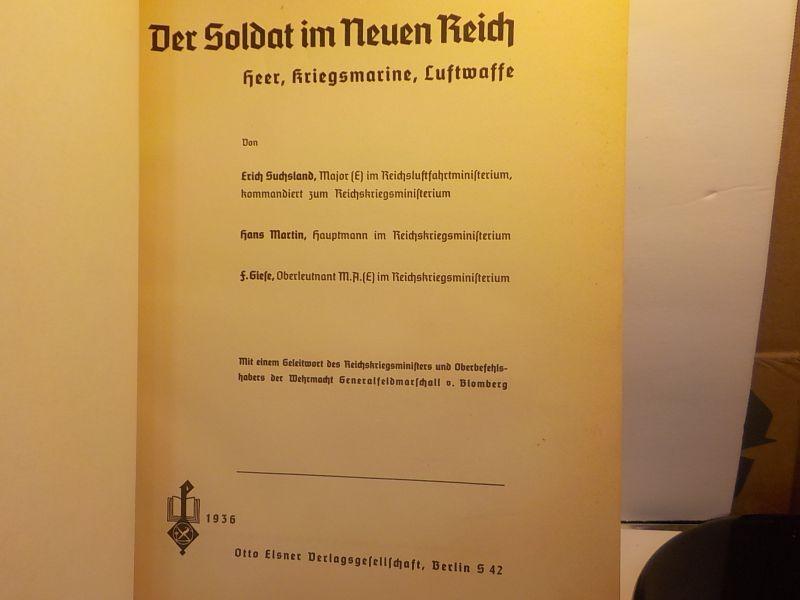 Der Soldat im Neuen Reich
Heer, Kriegsmarine, Luftwaffe
Von
Erich Suchsland, Major (E) im Reichsluftfahrtminiſterium,
kommandiert zum Reichskriegsminiſterium
Hans Martin, Hauptmann im Reichskriegsminiſterium
F. Gieſe, Oberleutnant M.A.(E) im Reichskriegsminiſterium
Mit einem Geleitwort des Reichskriegsminiſters und Oberbefehls-
habers der Wehrmacht Generalfeldmarſchall v. Blomberg
1936
Otto Elsner Verlagsgeſellſchaft, Berlin S 42